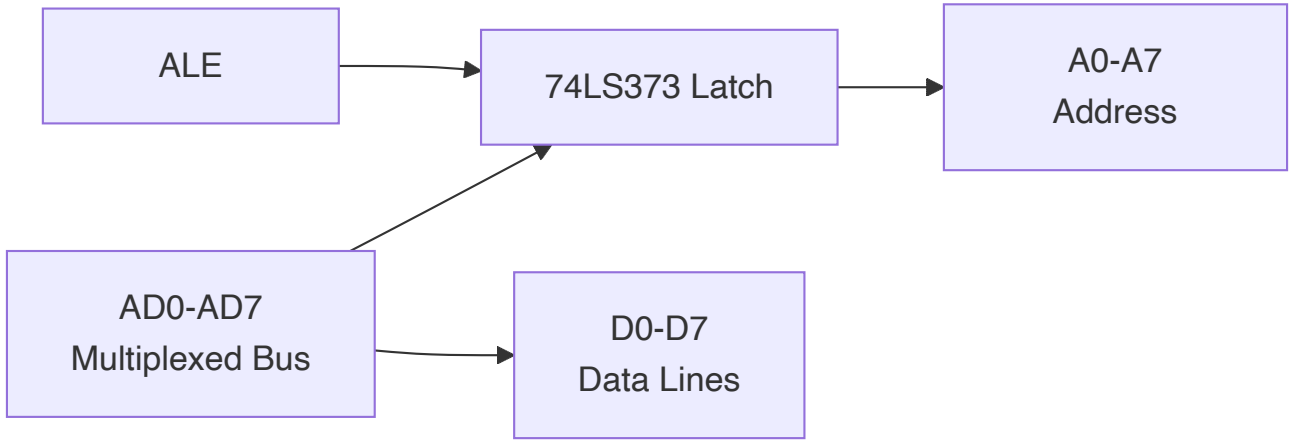 ALE
74LS373 Latch
A0-A7
Address
AD0-AD7
Multiplexed Bus
D0-D7
Data Lines